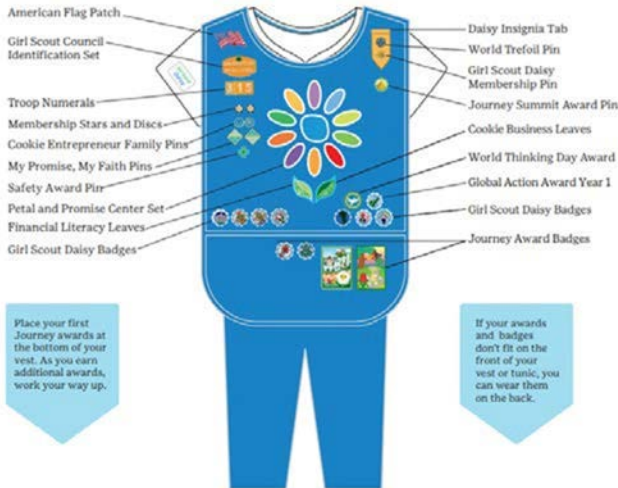 American Flag Patch
Girl Scout Council
Identification Set
Troop Numerals
Membership Stars and Discs
Cookie Entrepreneur Family Pins
My Promise, My Faith Pins
Safety Award Pin
Petal and Promise Center Set
Financial Literacy Leaves
Girl Scout Daisy Badges
Daisy Insignia Tab
World Trefoil Pin
Girl Scout Daisy
Membership Pin
Journey Summit Award Pin
Cookie Business Leaves
World Thinking Day Award
Global Action Award Year 1
Girl Scout Daisy Badges
Journey Award Badges
315
Place your first
Journey awards at
the bottom of your
vest. As you earn
additional awards,
work your way up.
If your awards
and badges
don't fit on the
front of your
vest or tunic, you
can wear them
on the back.